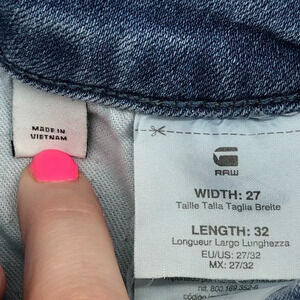 MADE IN
VIETNAM
RAW
WIDTH: 27
Taille Talla Taglia Breite
LENGTH: 32
Longueur Largo Lunghezza
EU/US: 27/32
MX: 27/32